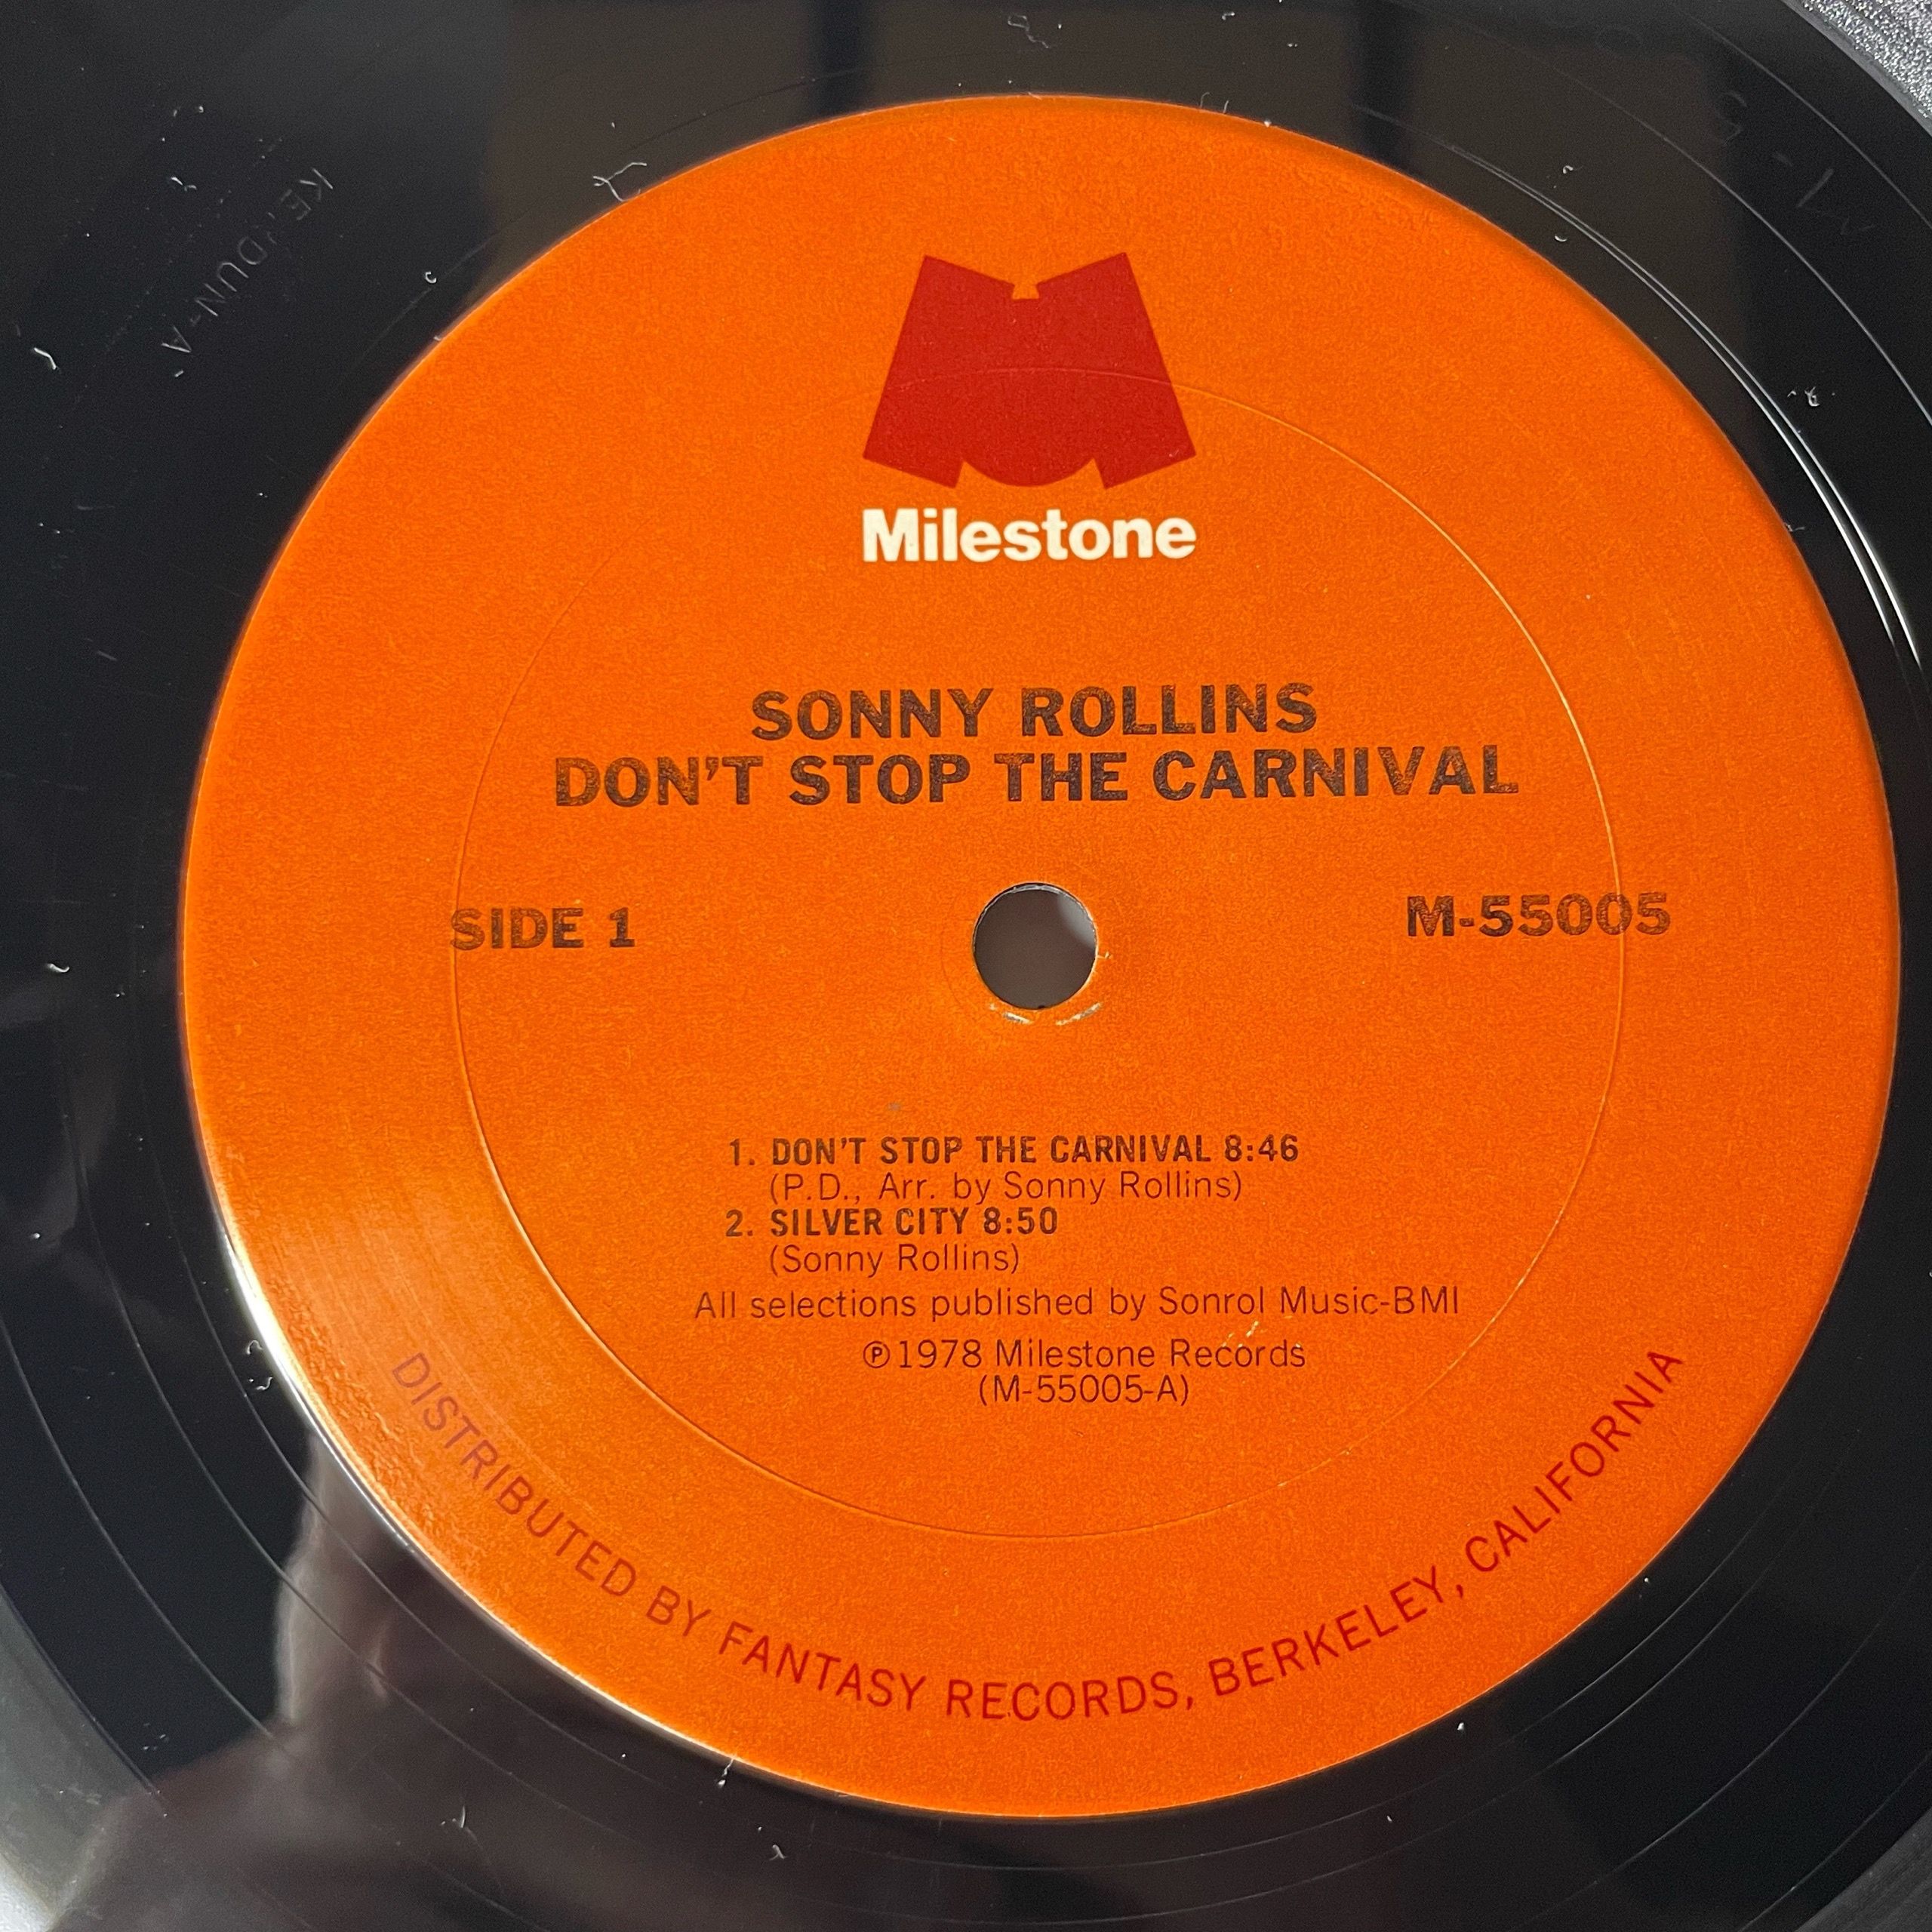 Milestone
SONNY ROLLINS
DON'T STOP THE CARNIVAL
SIDE 1
M-55005
1. DON'T STOP THE CARNIVAL 8:46
(P.D., Arr. by Sonny Rollins)
2. SILVER CITY 8:50
(Sonny Rollins)
All selections published by Sonrol Music-BMI
℗1978 Milestone Records
(M-55005-A)
DISTRIBUTED BY FANTASY RECORDS, BERKELEY, CALIFORNIA